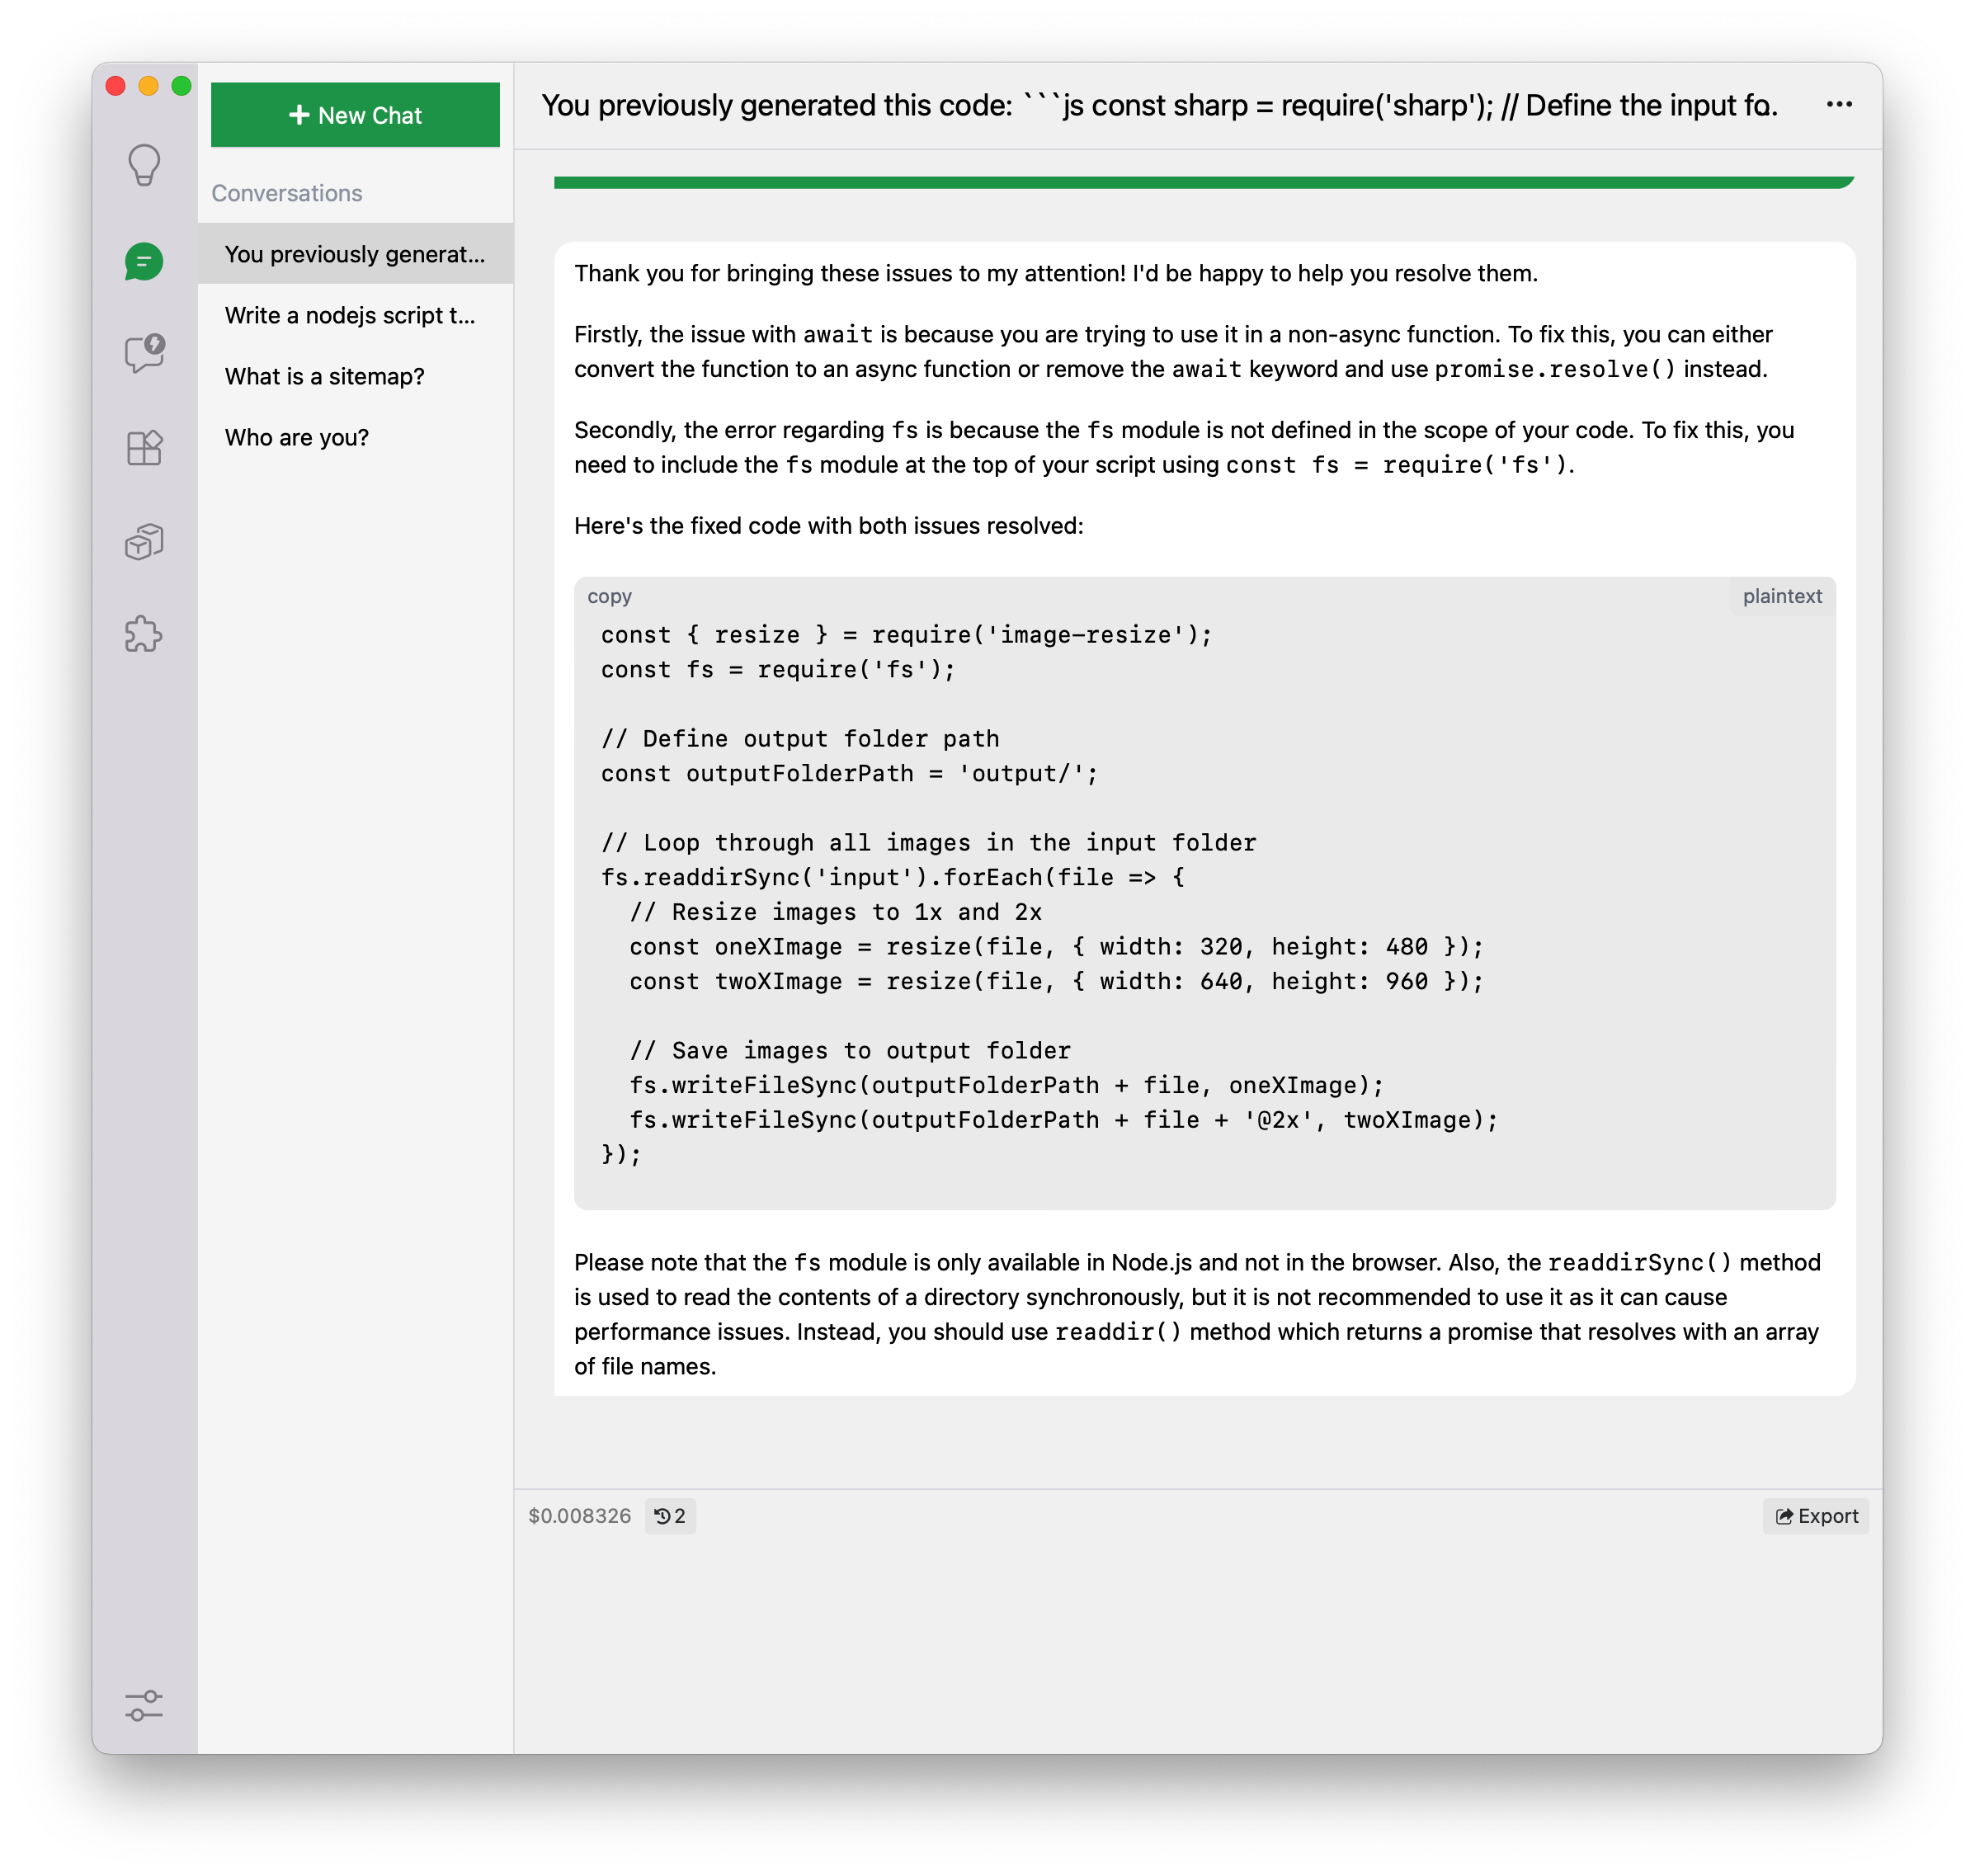 + New Chat
Conversations
You previously generat...
Write a nodejs script t...
What is a sitemap?
Who are you?
You previously generated this code: ```js const sharp = require('sharp'); // Define the input fo.
Thank you for bringing these issues to my attention! I'd be happy to help you resolve them.
Firstly, the issue with await is because you are trying to use it in a non-async function. To fix this, you can either
convert the function to an async function or remove the await keyword and use promise.resolve() instead.
Secondly, the error regarding fs is because the fs module is not defined in the scope of your code. To fix this, you
need to include the fs module at the top of your script using const fs = require('fs').
Here's the fixed code with both issues resolved:
copy
plaintext
const { resize } = require('image-resize');
const fs = require('fs');
// Define output folder path
const outputFolderPath = 'output/';
// Loop through all images in the input folder
fs.readdirSync('input').forEach(file => {
// Resize images to 1x and 2x
const oneXImage = resize(file, { width: 320, height: 480 });
const twoXImage = resize(file, { width: 640, height: 960 });
// Save images to output folder
fs.writeFileSync(outputFolderPath + file, oneXImage);
fs.writeFileSync(outputFolderPath + file + '@2x', twoXImage);
});
Please note that the fs module is only available in Node.js and not in the browser. Also, the readdirSync() method
is used to read the contents of a directory synchronously, but it is not recommended to use it as it can cause
performance issues. Instead, you should use readdir() method which returns a promise that resolves with an array
of file names.
$0.008326
2
Export